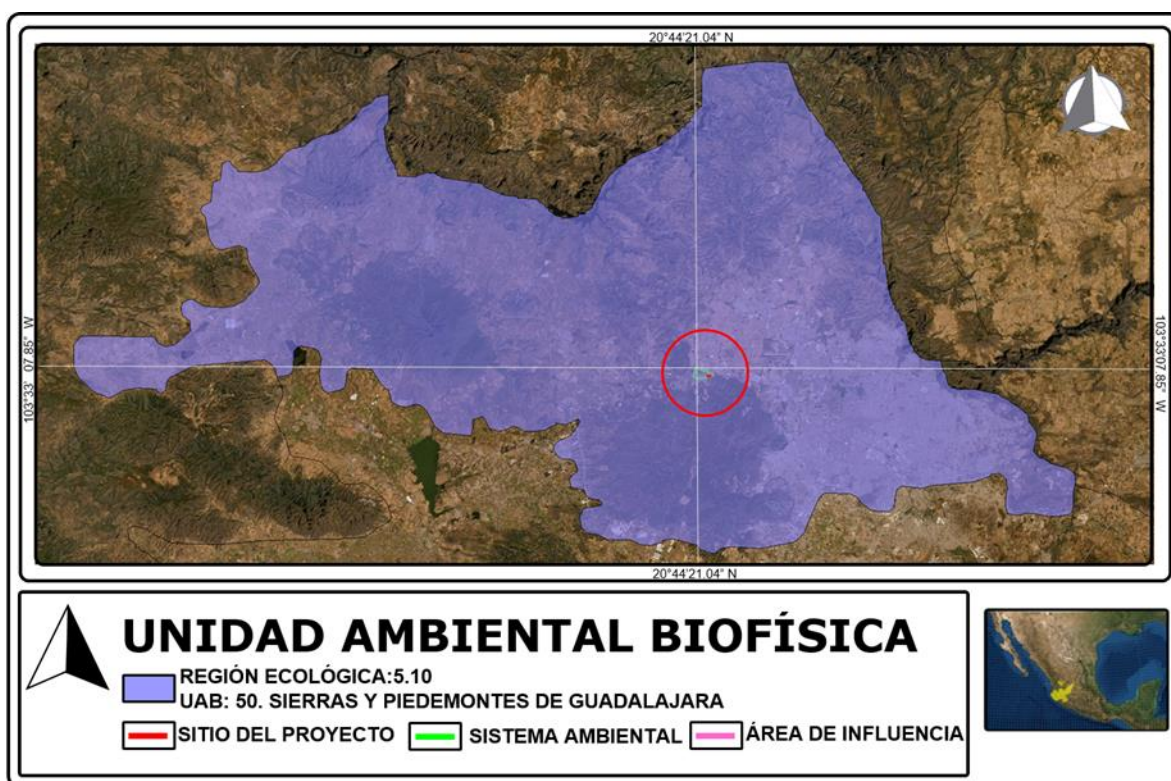 20°44'21.04" N
103°33' 07.85" W
103°33'07.85" W
20°44'21.04" N
UNIDAD AMBIENTAL BIOFÍSICA
REGIÓN ECOLÓGICA:5.10
UAB: 50. SIERRAS Y PIEDEMONTES DE GUADALAJARA
SITIO DEL PROYECTO
SISTEMA AMBIENTAL
ÁREA DE INFLUENCIA